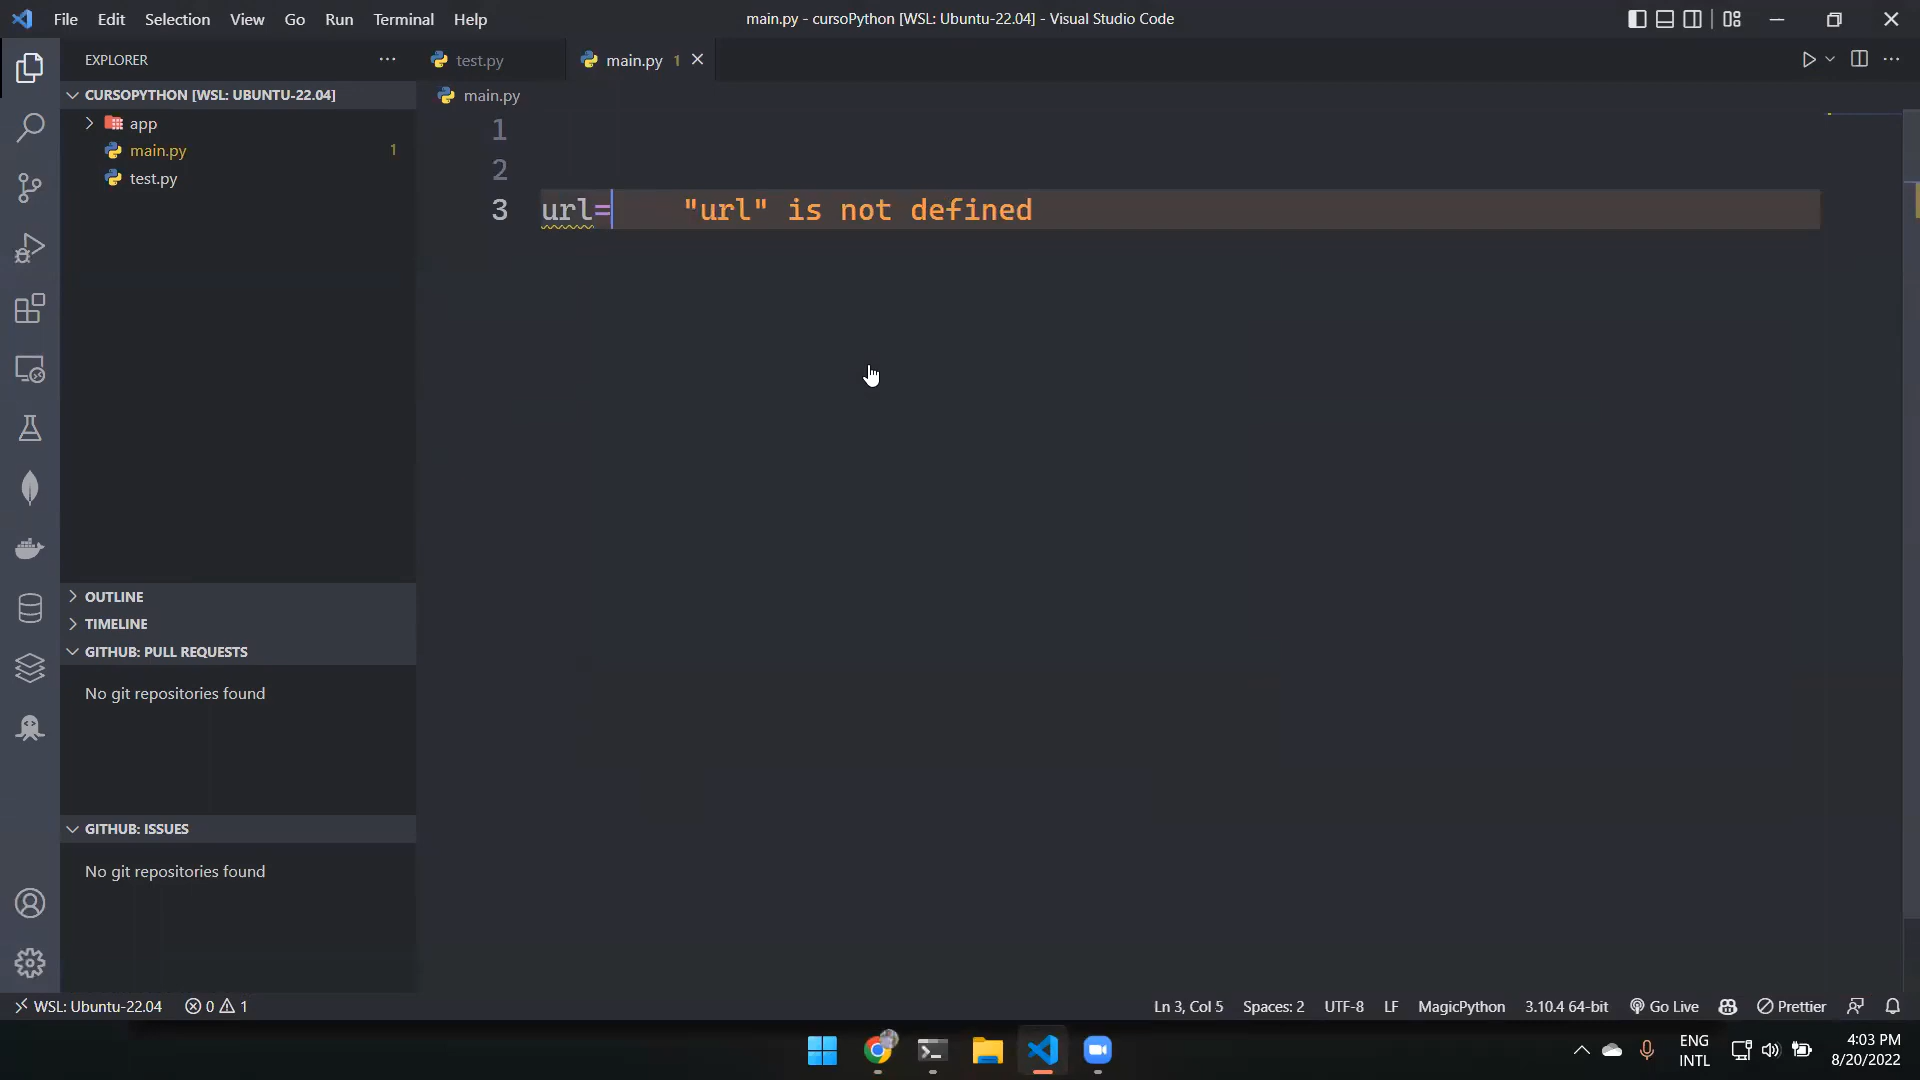 File Edit Selection View Go Run Terminal Help
main.py - cursoPython [WSL: Ubuntu-22.04] - Visual Studio Code
EXPLORER
test.py
main.py 1
CURSOPYTHON [WSL: UBUNTU-22.04]
main.py
app
main.py 1
test.py
1
2
3 url= "url" is not defined
OUTLINE
TIMELINE
GITHUB: PULL REQUESTS
No git repositories found
GITHUB: ISSUES
No git repositories found
WSL: Ubuntu-22.04 0 1 Ln 3, Col 5 Spaces: 2 UTF-8 LF MagicPython 3.10.4 64-bit Go Live Prettier
ENG
INTL
4:03 PM
8/20/2022